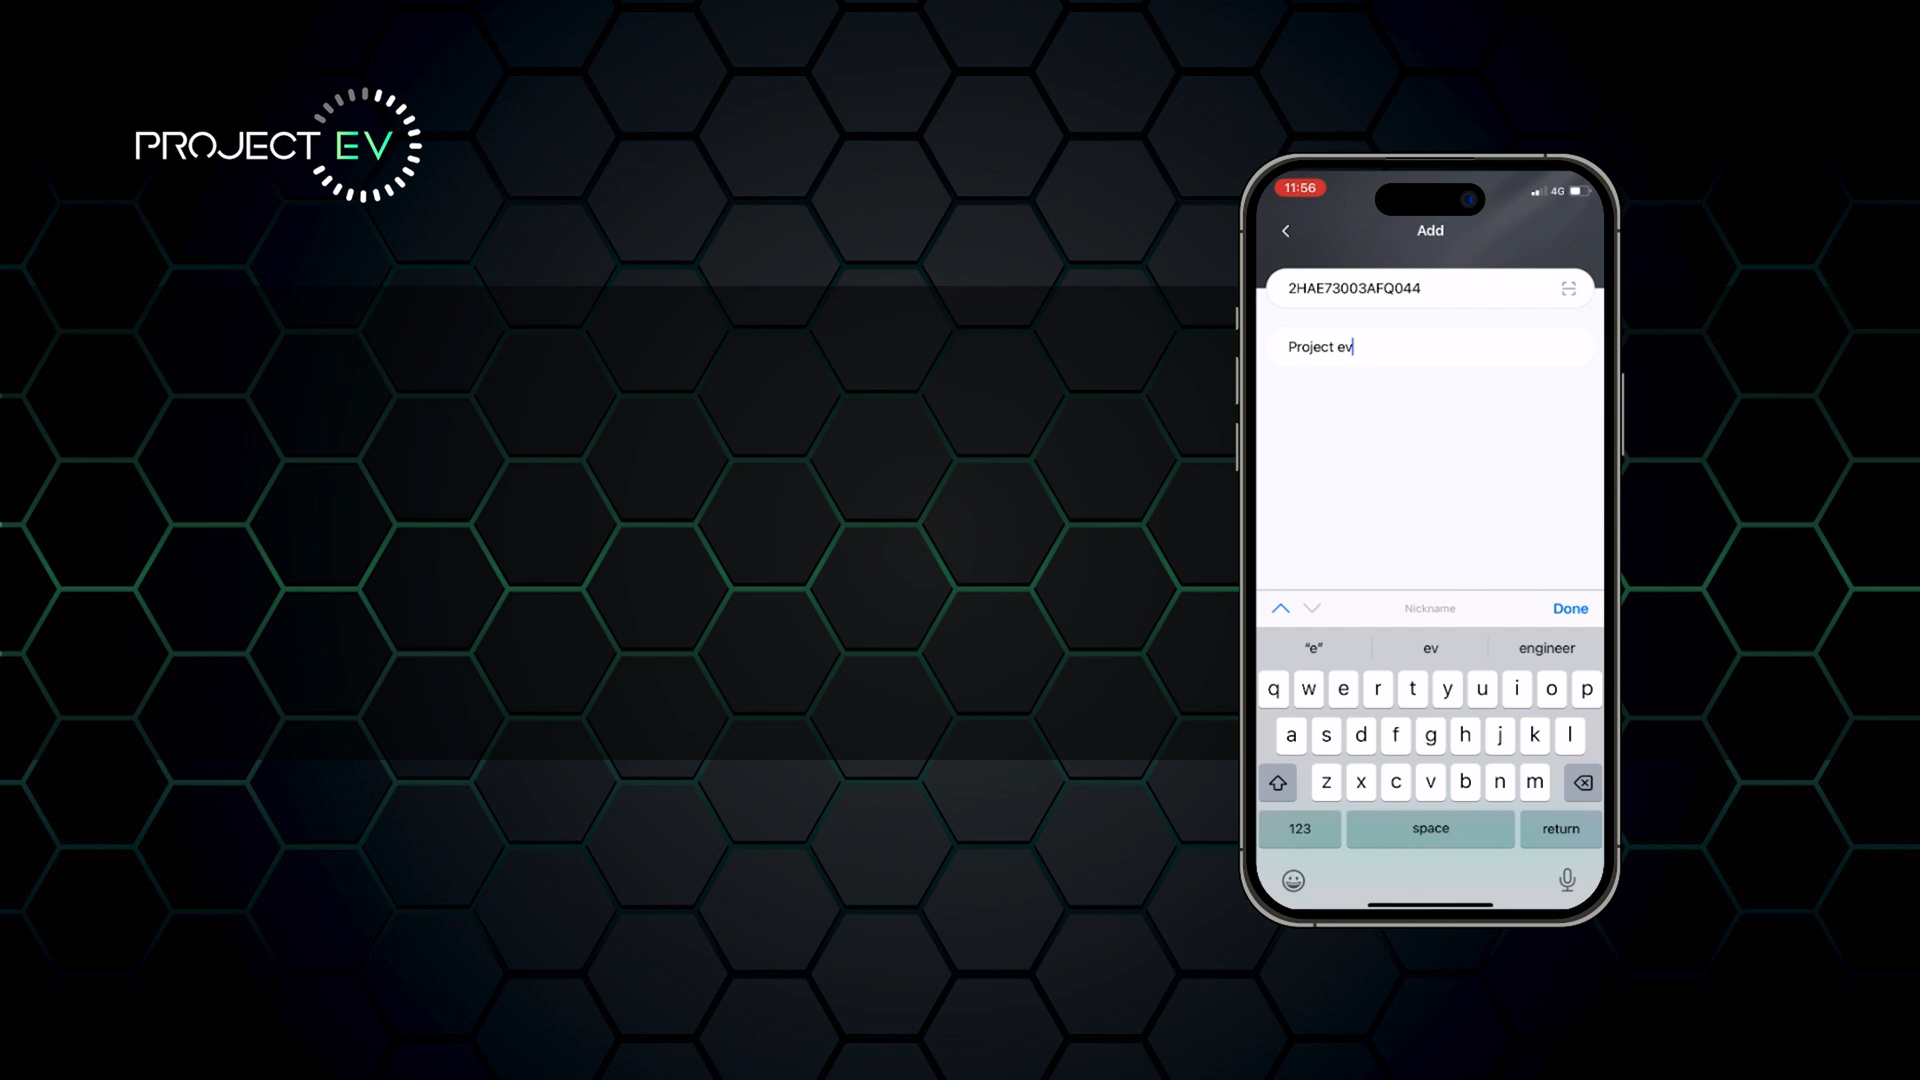 PROJECT EV
11:56
4G
Add
2HAE73003AFQ044
Project ev
Nickname
Done
“e”
ev
engineer
q w e r t y u i o p
a s d f g h j k l
z x c v b n m
123
space
return